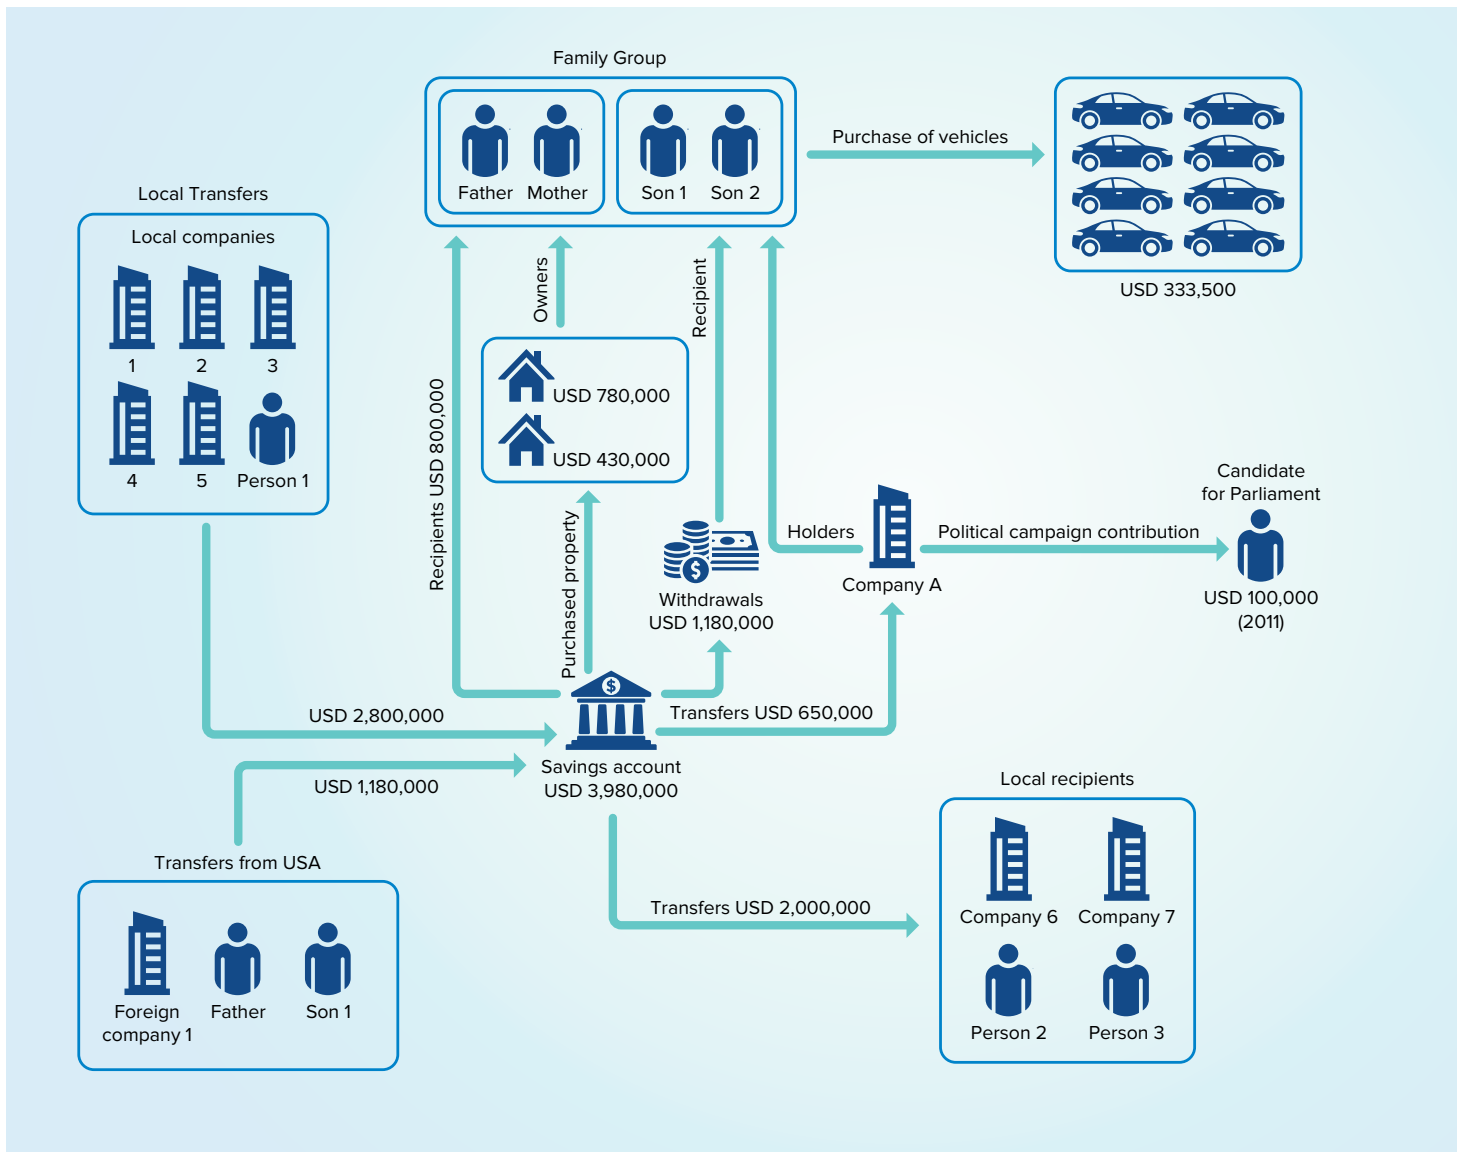 Family Group
Father
Mother
Son 1
Son 2
Purchase of vehicles
USD 333,500
Local Transfers
Local companies
1
2
3
4
5
Person 1
Recipients USD 800,000
Owners
USD 780,000
USD 430,000
Purchased property
Recipient
$
Withdrawals
USD 1,180,000
Holders
Company A
Political campaign contribution
Candidate
for Parliament
USD 100,000
(2011)
USD 2,800,000
USD 1,180,000
$
Savings account
USD 3,980,000
Transfers USD 650,000
Transfers USD 2,000,000
Transfers from USA
Foreign
company 1
Father
Son 1
Local recipients
Company 6
Company 7
Person 2
Person 3